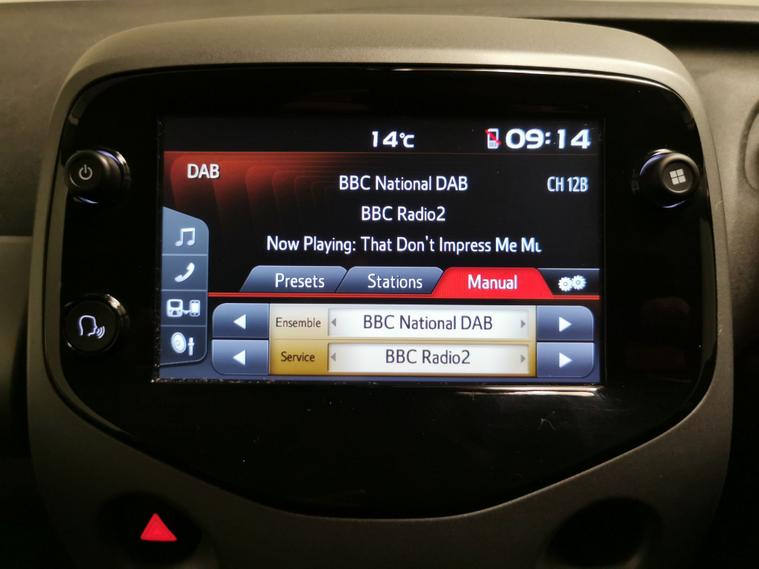 14°C 09:14
DAB
BBC National DAB CH 12B
BBC Radio2
Now Playing: That Don't Impress Me Mu
Presets Stations Manual
Ensemble BBC National DAB
Service BBC Radio2